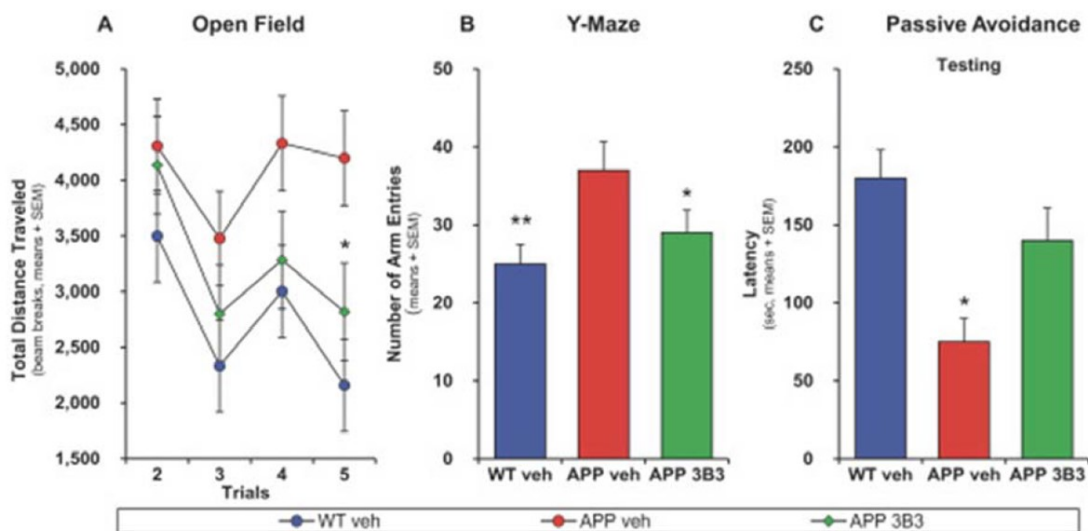 A Open Field
B Y-Maze
C Passive Avoidance
Testing
Total Distance Traveled
(beam breaks, means + SEM)
5,000
4,500
4,000
3,500
3,000
2,500
2,000
1,500
*
2 3 4 5
Trials
Number of Arm Entries
(means + SEM)
50
40
30
20
10
0
**
*
WT veh APP veh APP 3B3
Latency
(sec, means + SEM)
250
200
150
100
50
0
*
WT veh APP veh APP 3B3
WT veh APP veh APP 3B3